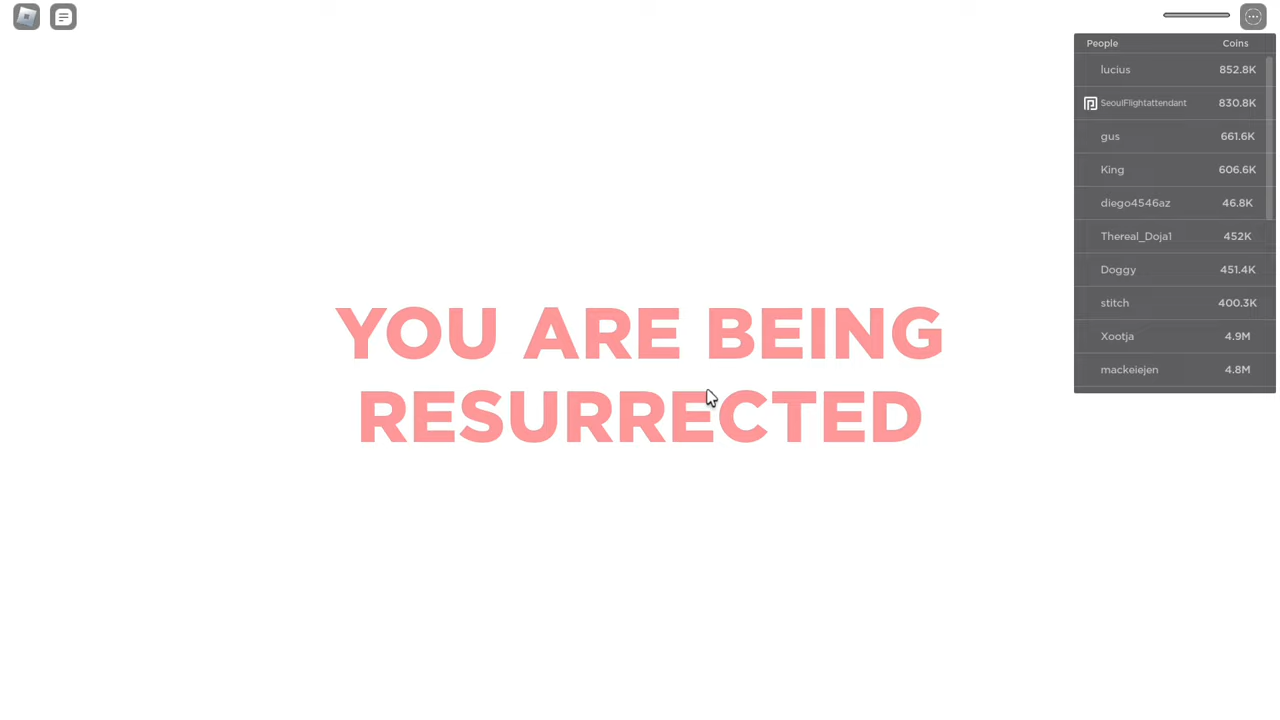 People Coins
lucius 852.8K
SeoulFlightattendant 830.8K
gus 661.6K
King 606.6K
diego4546az 46.8K
Thereal_Doja1 452K
Doggy 451.4K
stitch 400.3K
Xootja 4.9M
mackeiejen 4.8M
YOU ARE BEING
RESURRECTED